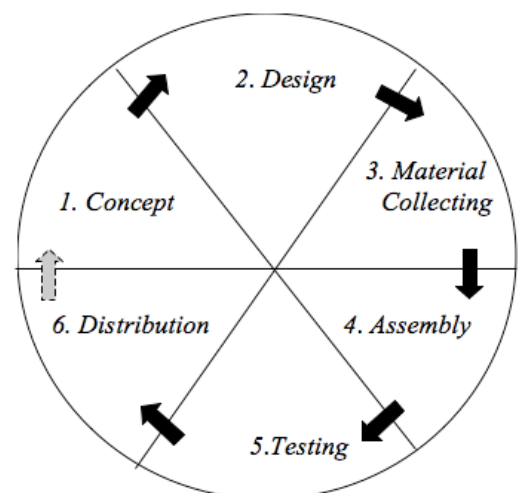 1. Concept
2. Design
3. Material
Collecting
4. Assembly
5.Testing
6. Distribution